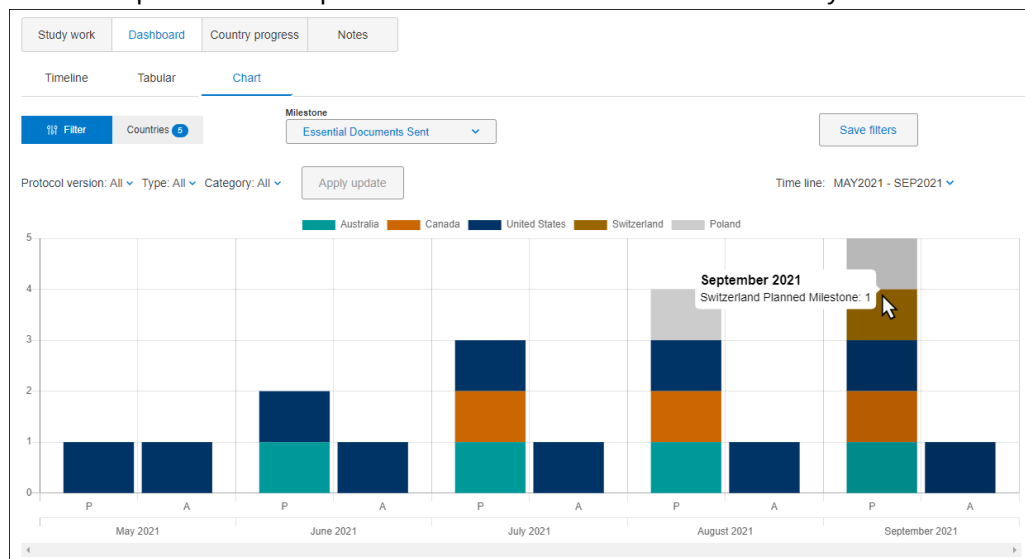 Study work Dashboard Country progress Notes
Timeline Tabular Chart
Filter Countries 5
Milestone
Essential Documents Sent
Save filters
Protocol version: All Type: All Category: All Apply update Time line: MAY2021 - SEP2021
Australia Canada United States Switzerland Poland
5
4
3
2
1
0
September 2021
Switzerland Planned Milestone: 1
P A P A P A P A P A
May 2021 June 2021 July 2021 August 2021 September 2021